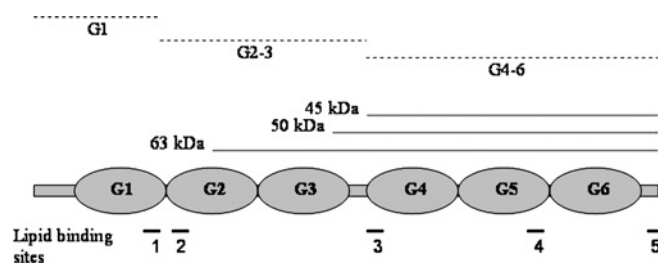 G1
G2-3
G4-6
45 kDa
50 kDa
63 kDa
G1 G2 G3 G4 G5 G6
Lipid binding sites 1 2 3 4 5